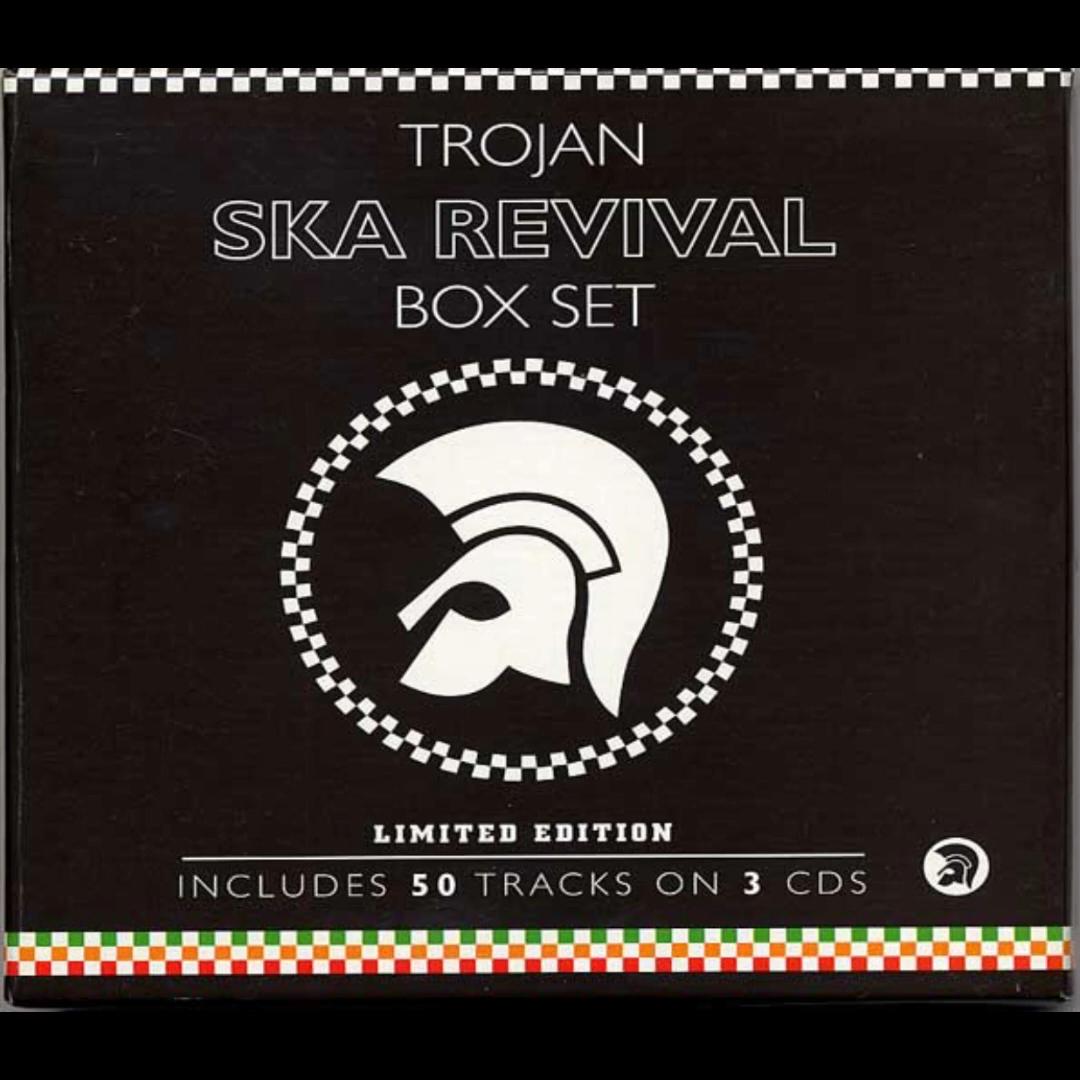 TROJAN
SKA REVIVAL
BOX SET
LIMITED EDITION
INCLUDES 50 TRACKS ON 3 CDS